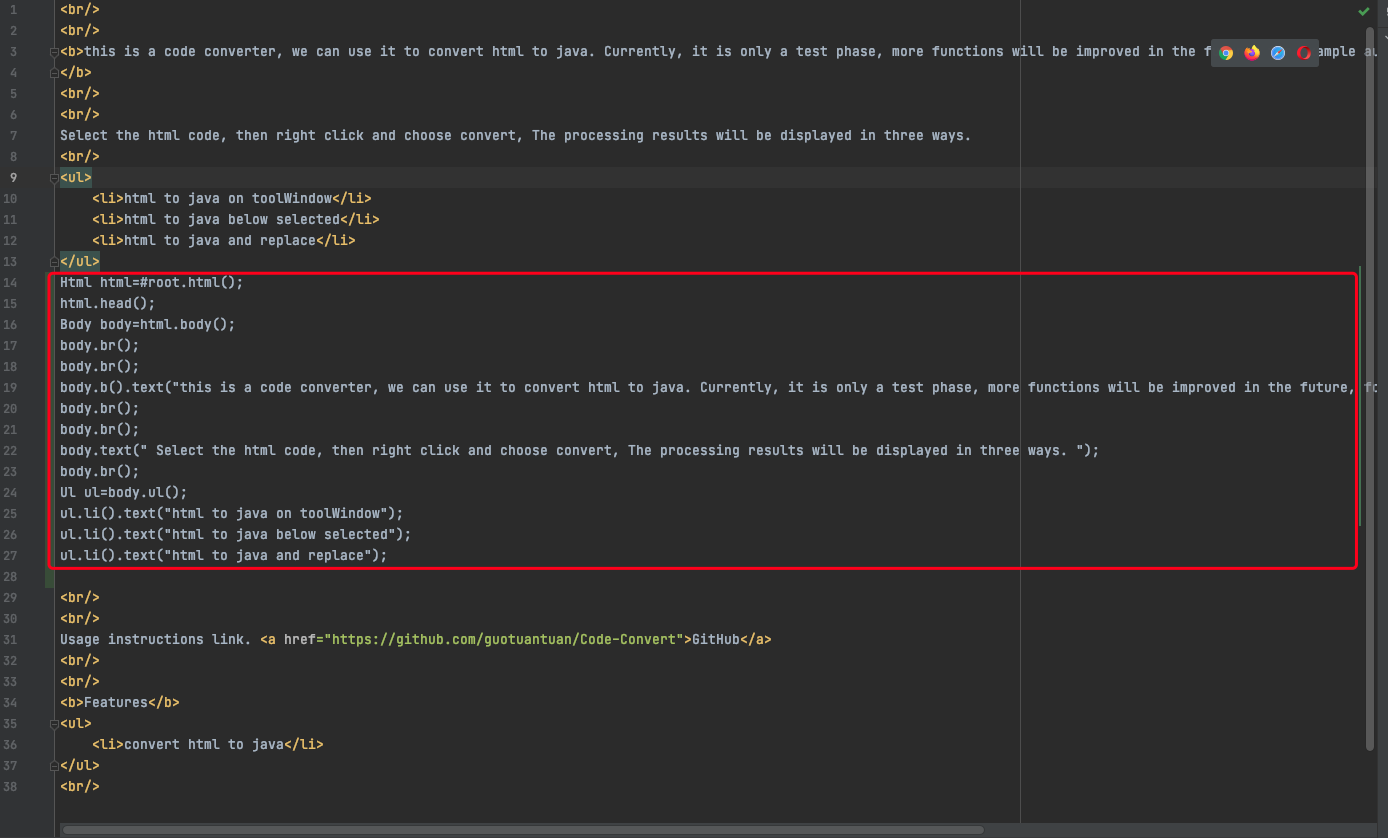 1 <br/>
2 <br/>
3 <b>this is a code converter, we can use it to convert html to java. Currently, it is only a test phase, more functions will be improved in the
4 </b>
5 <br/>
6 <br/>
7 Select the html code, then right click and choose convert, The processing results will be displayed in three ways.
8 <br/>
9 <ul>
10     <li>html to java on toolWindow</li>
11     <li>html to java below selected</li>
12     <li>html to java and replace</li>
13 </ul>
14 Html html=#root.html();
15 html.head();
16 Body body=html.body();
17 body.br();
18 body.br();
19 body.b().text("this is a code converter, we can use it to convert html to java. Currently, it is only a test phase, more functions will be improved in the future,
20 body.br();
21 body.br();
22 body.text(" Select the html code, then right click and choose convert, The processing results will be displayed in three ways. ");
23 body.br();
24 Ul ul=body.ul();
25 ul.li().text("html to java on toolWindow");
26 ul.li().text("html to java below selected");
27 ul.li().text("html to java and replace");
28
29 <br/>
30 <br/>
31 Usage instructions link. <a href="https://github.com/guotuantuan/Code-Convert">GitHub</a>
32 <br/>
33 <br/>
34 <b>Features</b>
35 <ul>
36     <li>convert html to java</li>
37 </ul>
38 <br/>